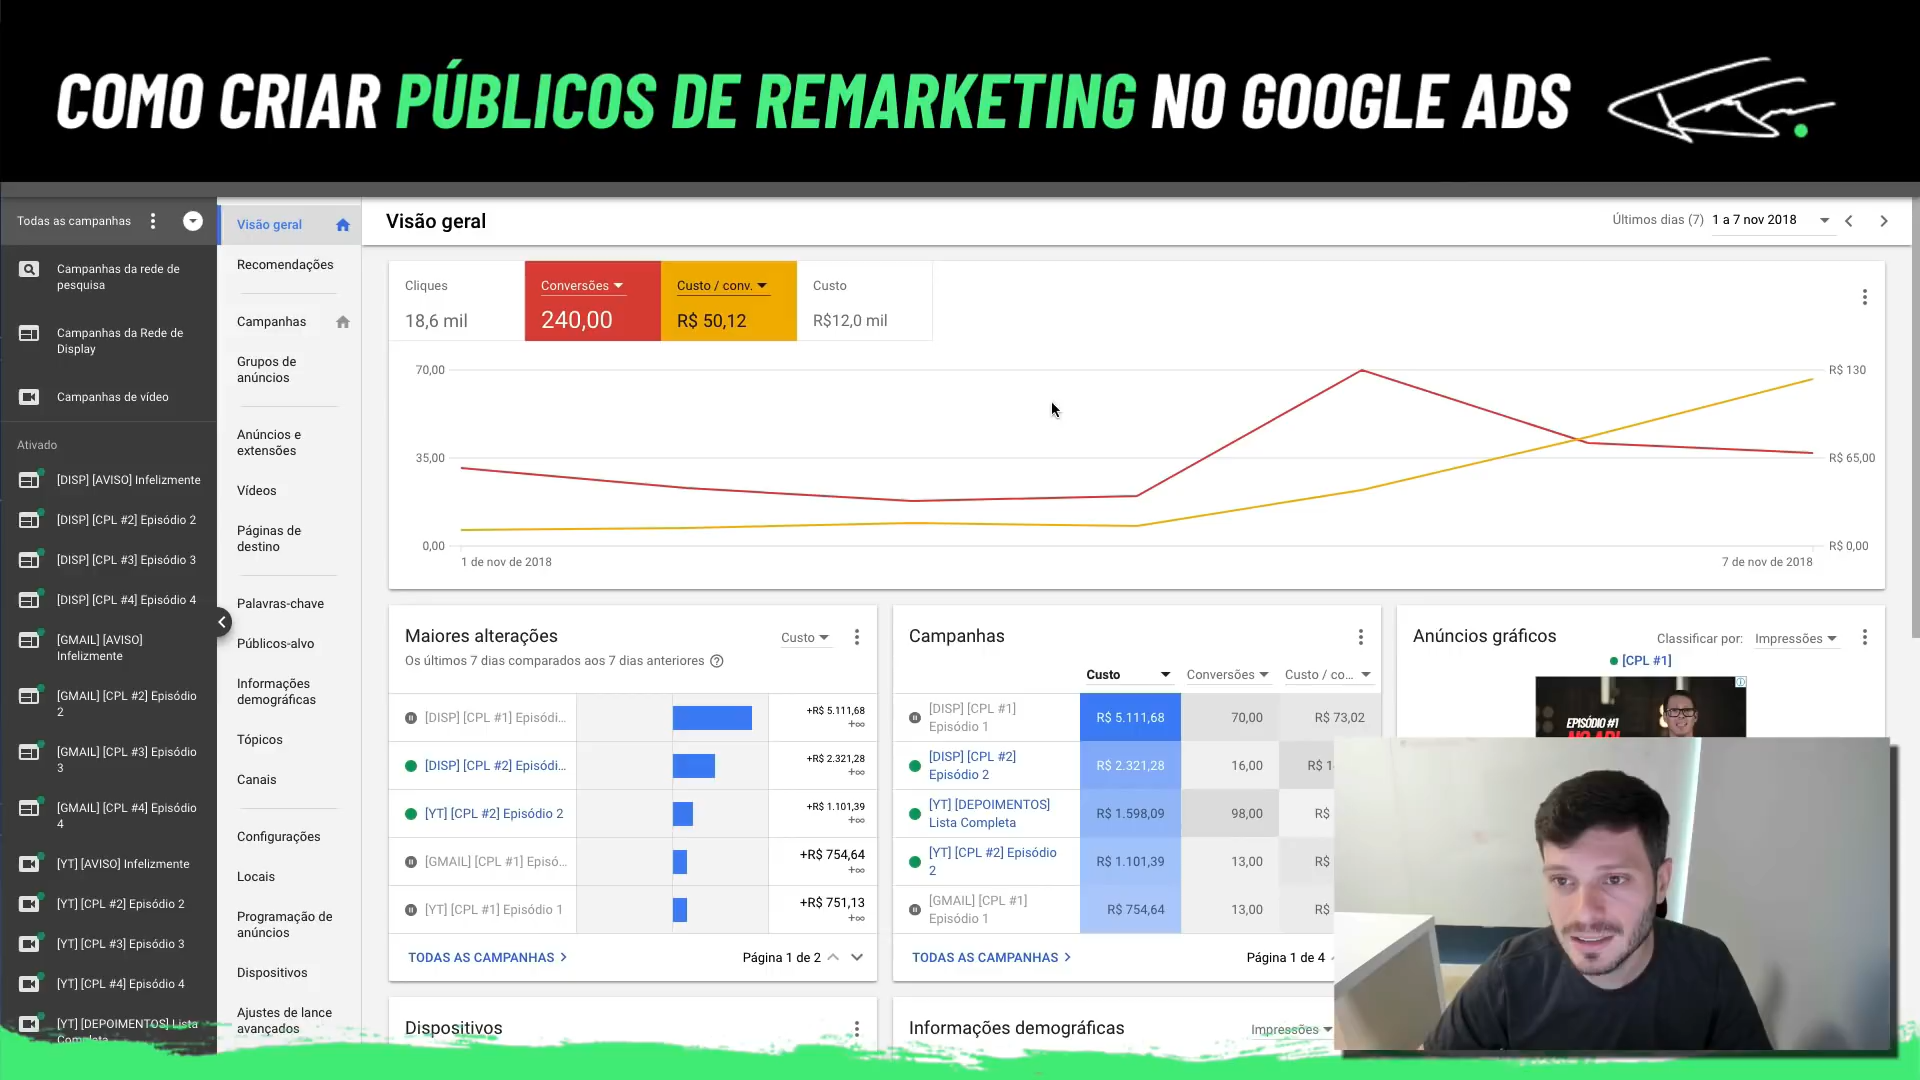 COMO CRIAR PÚBLICOS DE REMARKETING NO GOOGLE ADS
Todas as campanhas
Campanhas da rede de
pesquisa
Campanhas da Rede de
Display
Campanhas de vídeo
Ativado
[DISP] [AVISO] Infelizmente
[DISP] [CPL #2] Episódio 2
[DISP] [CPL #3] Episódio 3
[DISP] [CPL #4] Episódio 4
[GMAIL] [AVISO]
Infelizmente
[GMAIL] [CPL #2] Episódio
2
[GMAIL] [CPL #3] Episódio
3
[GMAIL] [CPL #4] Episódio
4
[YT] [AVISO] Infelizmente
[YT] [CPL #2] Episódio 2
[YT] [CPL #3] Episódio 3
[YT] [CPL #4] Episódio 4
[YT] [DEPOIMENTOS] Lista
Completa
Visão geral
Recomendações
Campanhas
Grupos de
anúncios
Anúncios e
extensões
Vídeos
Páginas de
destino
Palavras-chave
Públicos-alvo
Informações
demográficas
Tópicos
Canais
Configurações
Locais
Programação de
anúncios
Dispositivos
Ajustes de lance
avançados
Visão geral
Últimos dias (7) 1 a 7 nov 2018
Cliques
18,6 mil
Conversões
240,00
Custo / conv.
R$ 50,12
Custo
R$12,0 mil
70,00
35,00
0,00
R$ 130
R$ 65,00
R$ 0,00
1 de nov de 2018
7 de nov de 2018
Maiores alterações
Custo
Os últimos 7 dias comparados aos 7 dias anteriores
[DISP] [CPL #1] Episódi... +R$ 5.111,68
+∞
[DISP] [CPL #2] Episódi... +R$ 2.321,28
+∞
[YT] [CPL #2] Episódio 2 +R$ 1.101,39
+∞
[GMAIL] [CPL #1] Episó... +R$ 754,64
+∞
[YT] [CPL #1] Episódio 1 +R$ 751,13
+∞
TODAS AS CAMPANHAS
Página 1 de 2
Campanhas
Custo Conversões Custo / co...
[DISP] [CPL #1]
Episódio 1
R$ 5.111,68 70,00 R$ 73,02
[DISP] [CPL #2]
Episódio 2
R$ 2.321,28 16,00 R$ 1
[YT] [DEPOIMENTOS]
Lista Completa
R$ 1.598,09 98,00 R$
[YT] [CPL #2] Episódio
2
R$ 1.101,39 13,00 R$
[GMAIL] [CPL #1]
Episódio 1
R$ 754,64 13,00 R$
TODAS AS CAMPANHAS
Página 1 de 4
Anúncios gráficos
Classificar por: Impressões
[CPL #1]
EPISÓDIO #1
Dispositivos
Informações demográficas
Impressões